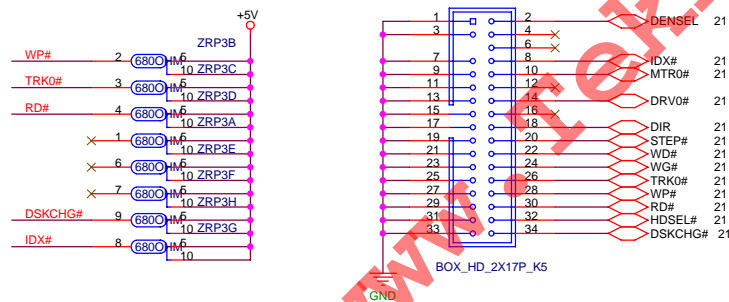 +5V
ZRP3B
WP# 2 680OHM 5
10
ZRP3C
TRK0# 3 680OHM 5
10
ZRP3D
RD# 4 680OHM 5
10
ZRP3A
1 680OHM 5
10
ZRP3E
6 680OHM 5
10
ZRP3F
7 680OHM 5
10
ZRP3H
DSKCHG# 9 680OHM 5
10
ZRP3G
IDX# 8 680OHM 5
10
1 2 DENSEL 21
3 4
6
7 8 IDX# 21
9 10 MTR0# 21
11 12
13 14 DRV0# 21
15 16
17 18 DIR 21
19 20 STEP# 21
21 22 WD# 21
23 24 WG# 21
25 26 TRK0# 21
27 28 WP# 21
29 30 RD# 21
31 32 HDSEL# 21
33 34 DSKCHG# 21
BOX_HD_2X17P_K5
GND
www.Tek